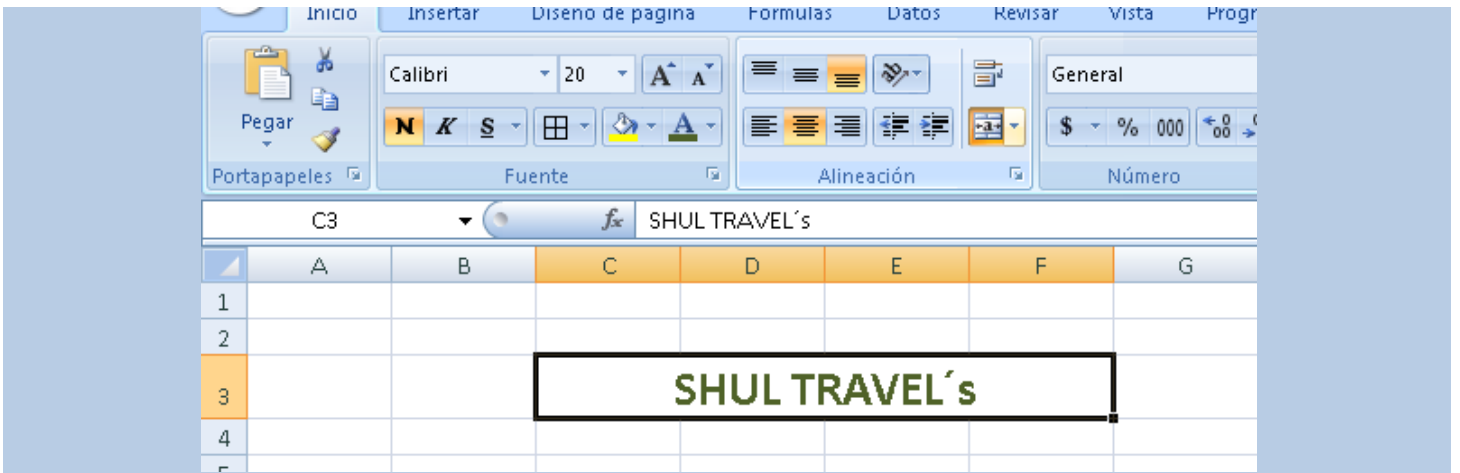 Inicio Insertar Diseño de página Fórmulas Datos Revisar Vista
Calibri 20 A A General
Pegar N K S A a $ % 000
Portapapeles Fuente Alineación Número
C3 fx SHUL TRAVEL´s
A B C D E F G
1
2
3 SHUL TRAVEL´s
4